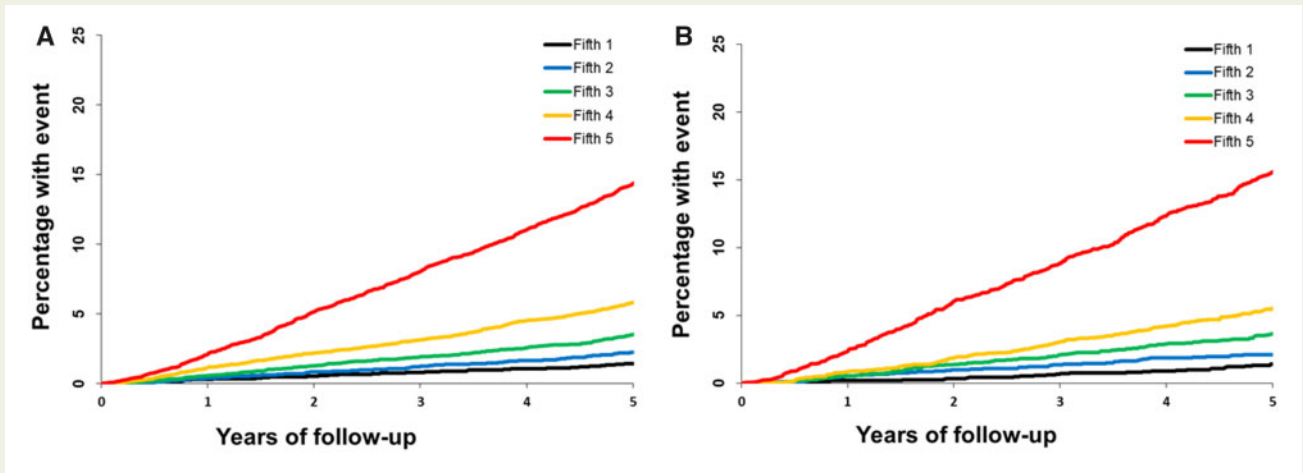 A
Percentage with event
25
20
15
10
5
0
0 1 2 3 4 5
Years of follow-up
Fifth 1
Fifth 2
Fifth 3
Fifth 4
Fifth 5
B
Percentage with event
25
20
15
10
5
0
0 1 2 3 4 5
Years of follow-up
Fifth 1
Fifth 2
Fifth 3
Fifth 4
Fifth 5